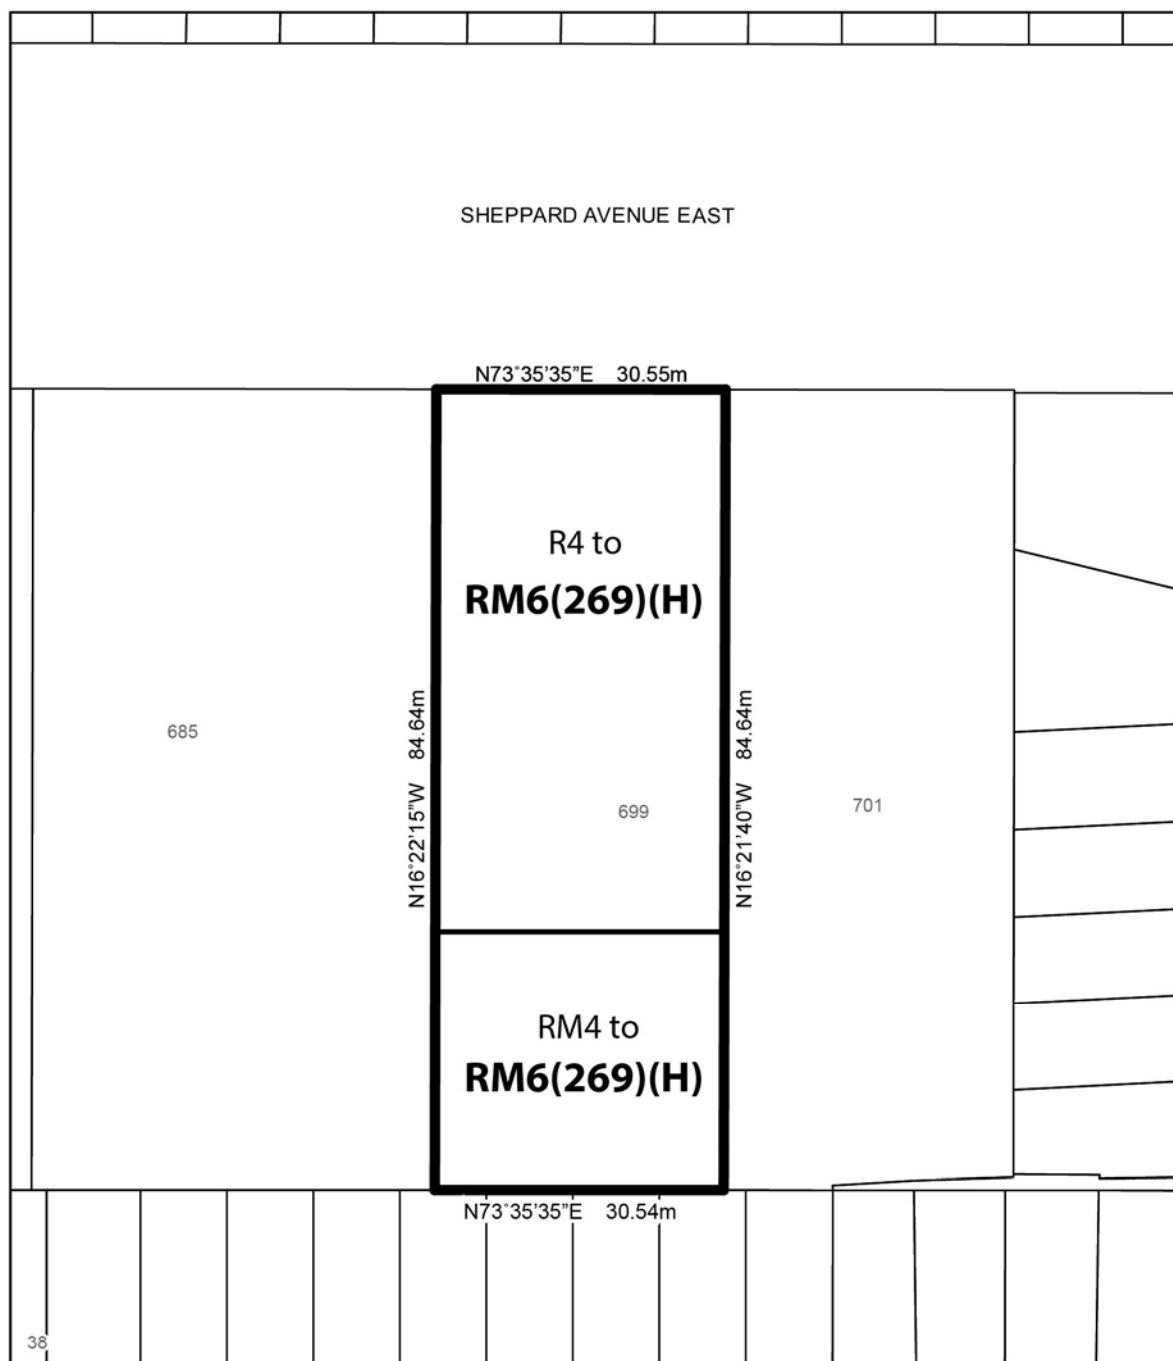 SHEPPARD AVENUE EAST
N73°35'35"E 30.55m
R4 to
RM6(269)(H)
N16°22'15"W 84.64m
N16°21'40"W 84.64m
685
699
701
RM4 to
RM6(269)(H)
N73°35'35"E 30.54m
38